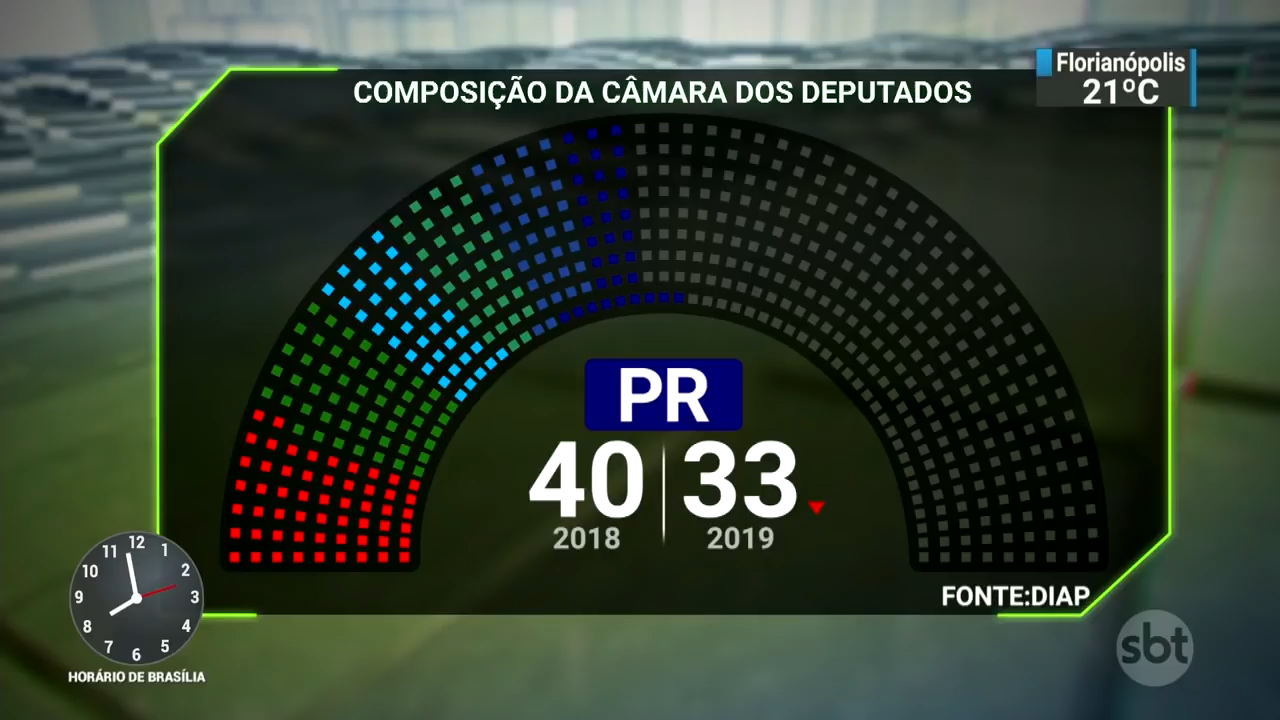 COMPOSIÇÃO DA CÂMARA DOS DEPUTADOS
Florianópolis
21ºC
PR
40 33
2018 2019
FONTE:DIAP
12
11 1
10 2
9 3
8 4
7 5
6
HORÁRIO DE BRASÍLIA
sbt